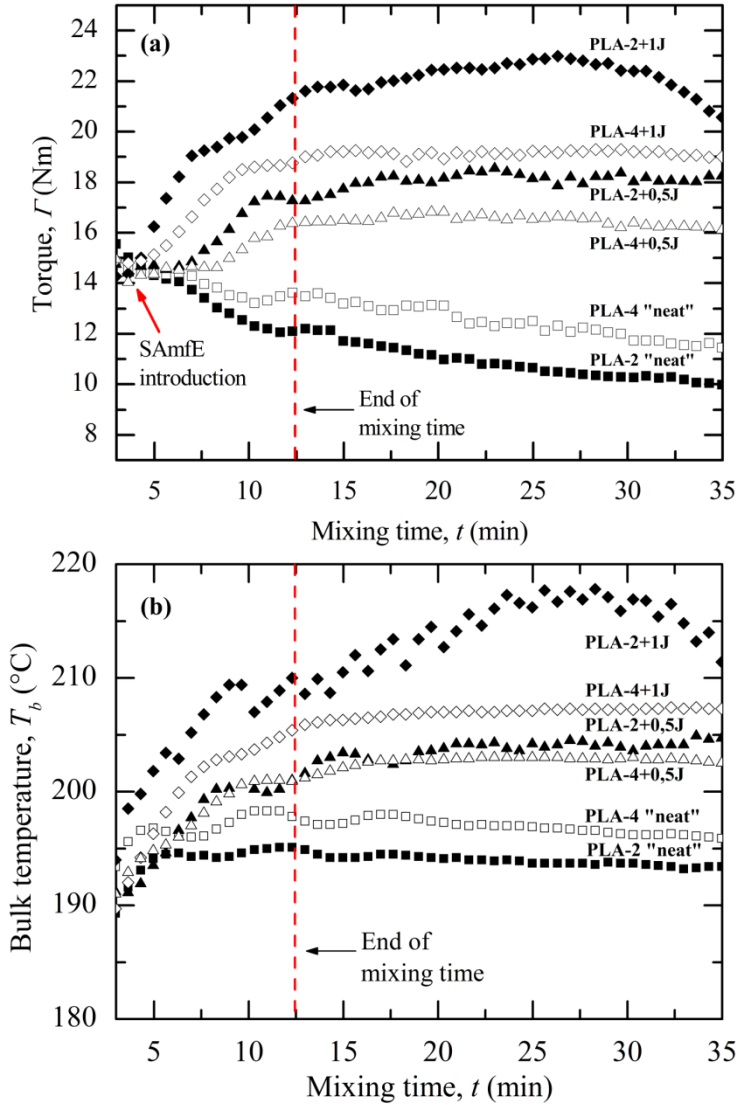 (a)
24
22
20
18
16
14
12
10
8
Torque, Γ (Nm)
PLA-2+1J
PLA-4+1J
PLA-2+0,5J
PLA-4+0,5J
PLA-4 "neat"
PLA-2 "neat"
SAmfE
introduction
End of
mixing time
5 10 15 20 25 30 35
Mixing time, t (min)
(b)
220
210
200
190
180
Bulk temperature, T_b (°C)
PLA-2+1J
PLA-4+1J
PLA-2+0,5J
PLA-4+0,5J
PLA-4 "neat"
PLA-2 "neat"
End of
mixing time
5 10 15 20 25 30 35
Mixing time, t (min)